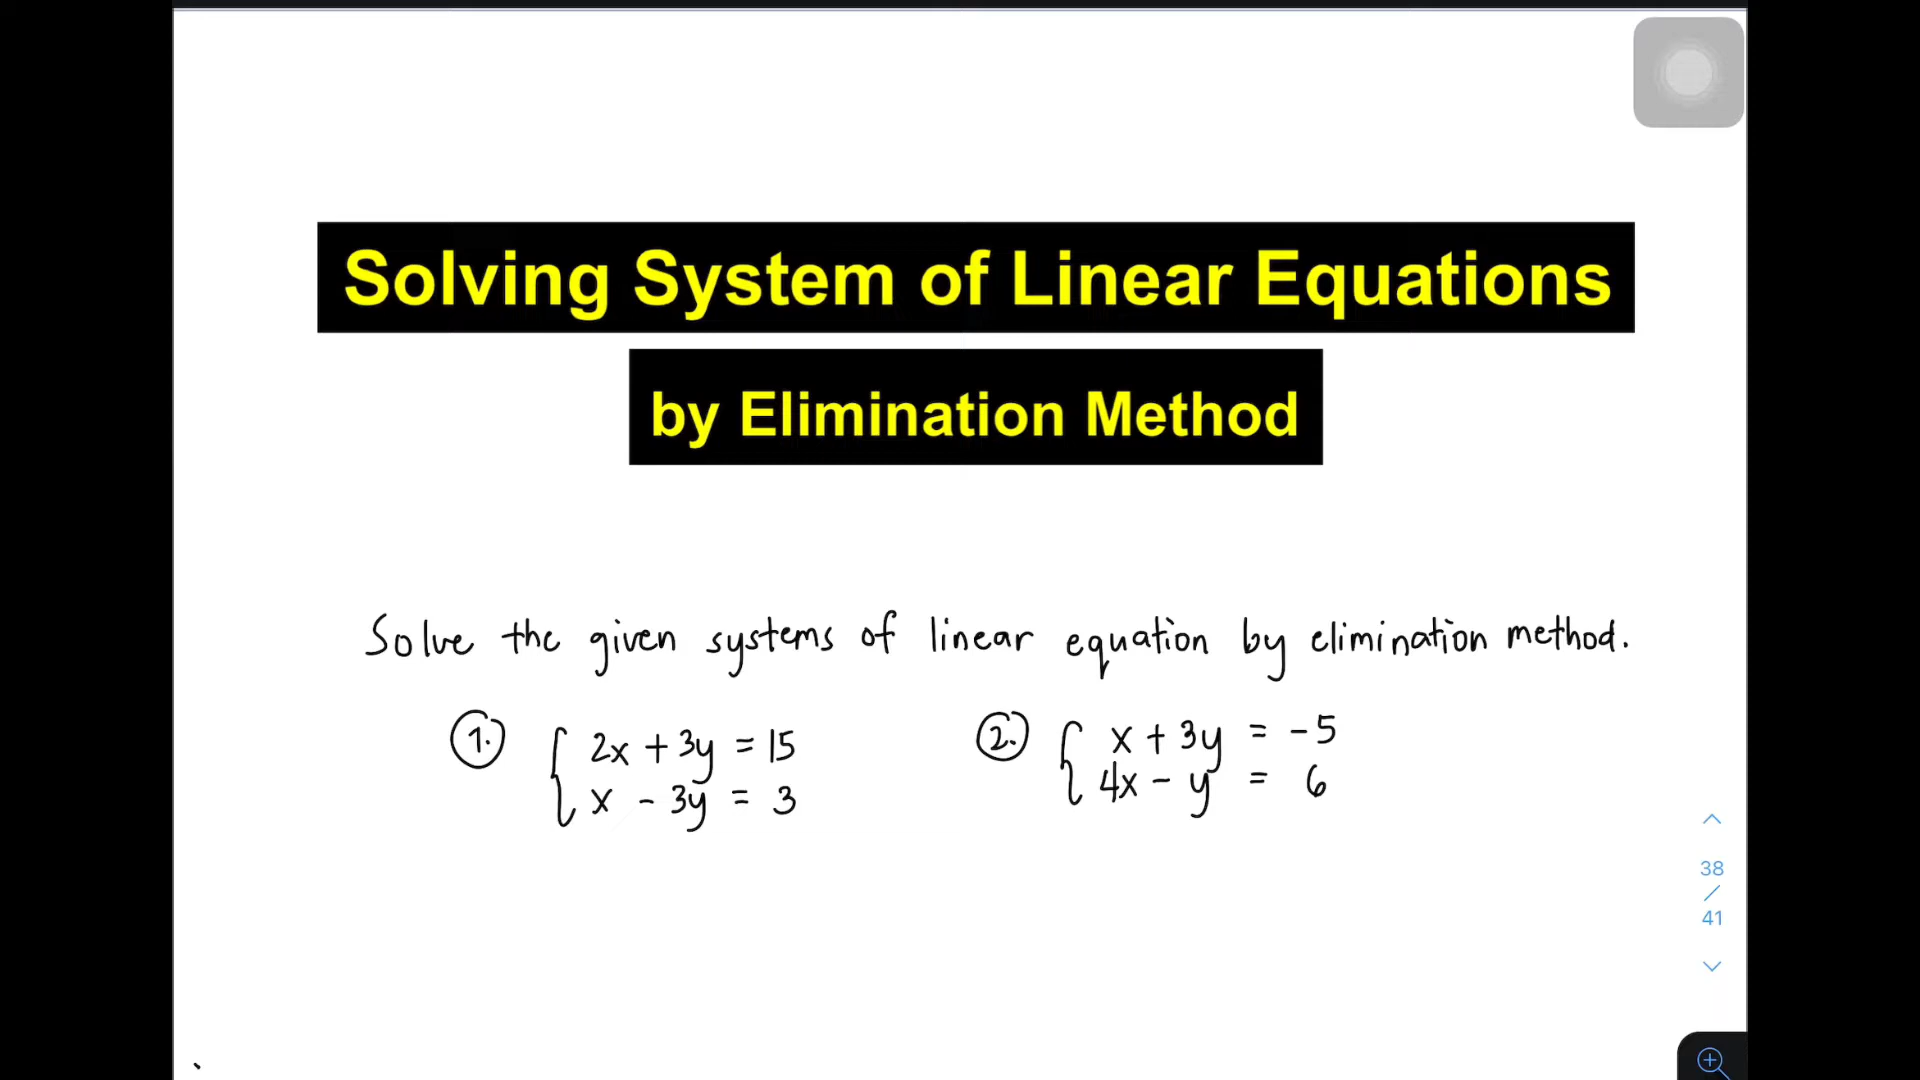 Solving System of Linear Equations
by Elimination Method
Solve the given systems of linear equation by elimination method.
1. { 2x + 3y = 15
x - 3y = 3
2. { x + 3y = -5
4x - y = 6
38
/
41